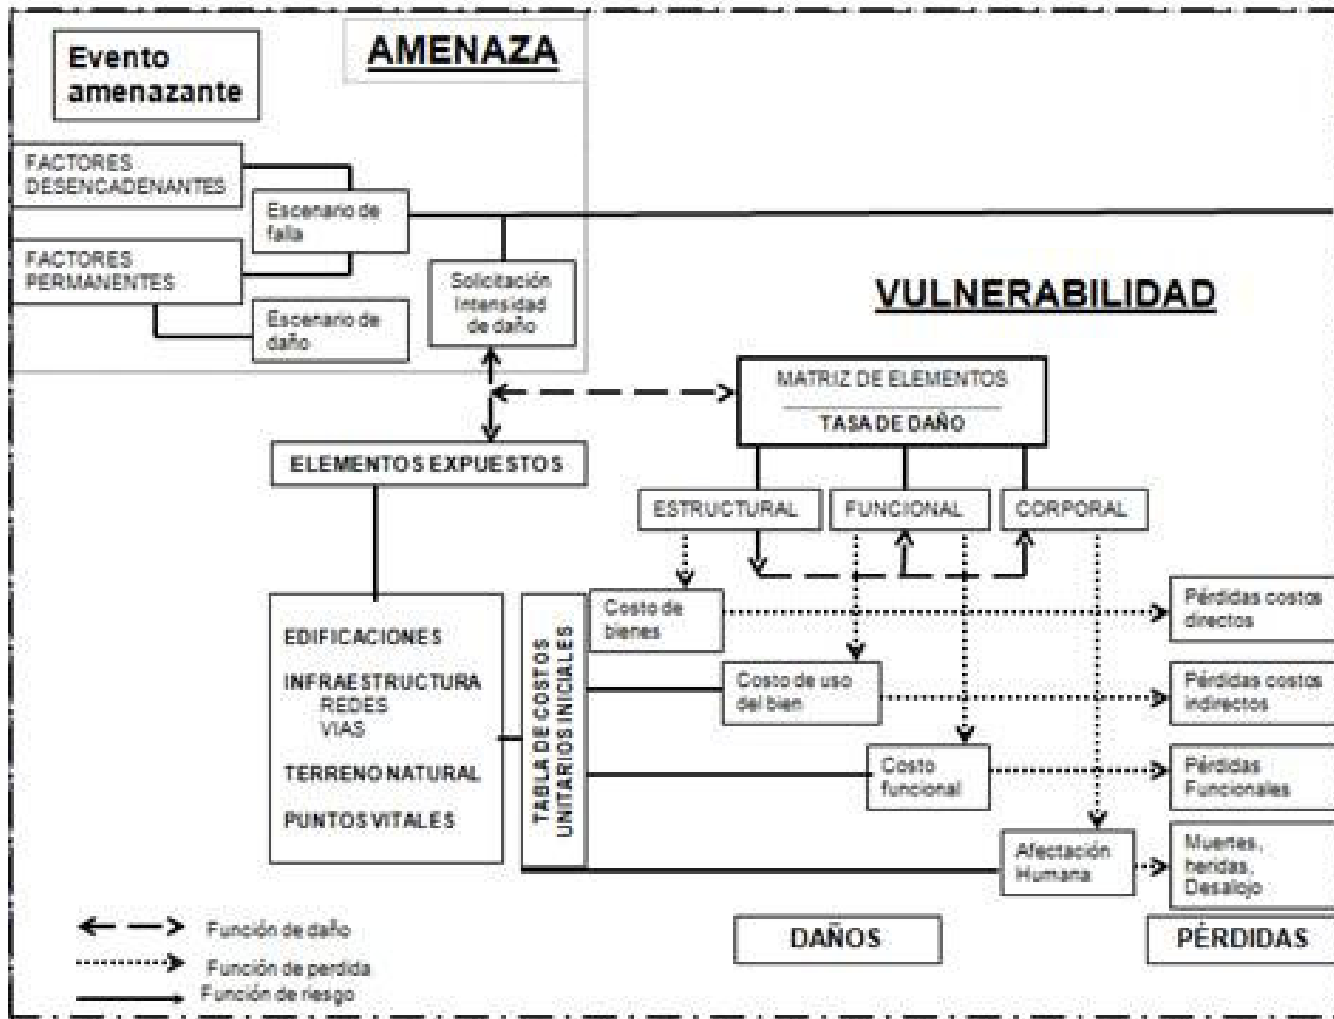 Evento
amenazante
AMENAZA
FACTORES
DESENCADENANTES
Escenario de
falla
FACTORES
PERMANENTES
Solicitación
Intensidad
de daño
Escenario de
daño
VULNERABILIDAD
MATRIZ DE ELEMENTOS
TASA DE DAÑO
ELEMENTOS EXPUESTOS
ESTRUCTURAL
FUNCIONAL
CORPORAL
EDIFICACIONES
INFRAESTRUCTURA
REDES
VIAS
TERRENO NATURAL
PUNTOS VITALES
TABLA DE COSTOS
UNITARIOS INICIALES
Costo de
bienes
Pérdidas costos
directos
Costo de uso
del bien
Pérdidas costos
indirectos
Costo
funcional
Pérdidas
Funcionales
Afectación
Humana
Muertes,
heridas,
Desalojo
DAÑOS
PÉRDIDAS
Función de daño
Función de perdida
Función de riesgo